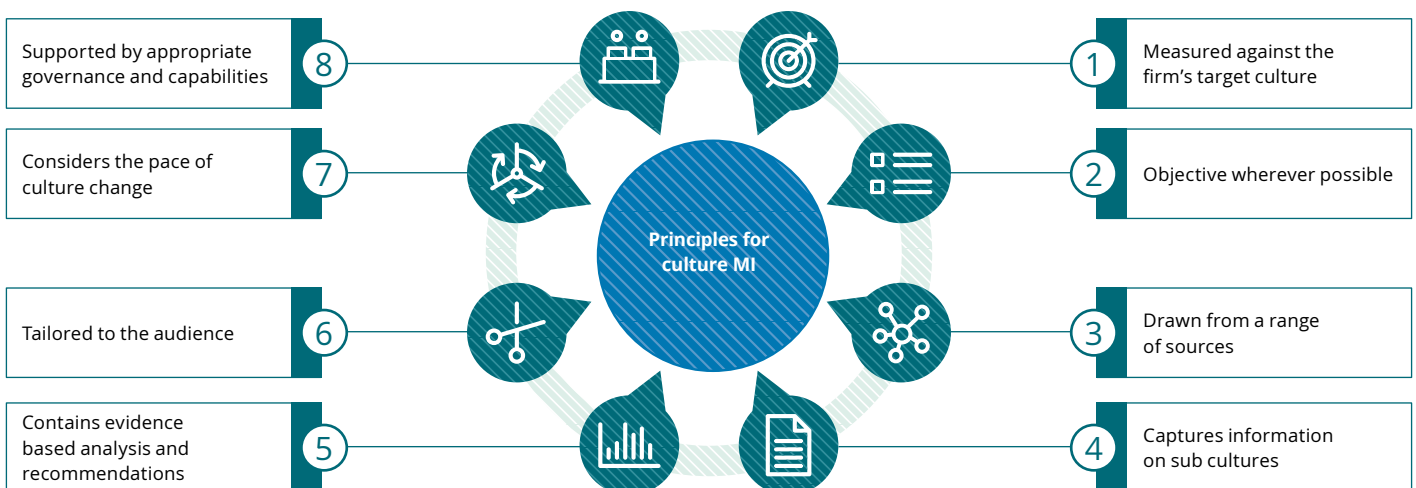 Principles for
culture MI
1
Measured against the
firm's target culture
2
Objective wherever possible
3
Drawn from a range
of sources
4
Captures information
on sub cultures
5
Contains evidence
based analysis and
recommendations
6
Tailored to the audience
7
Considers the pace of
culture change
8
Supported by appropriate
governance and capabilities